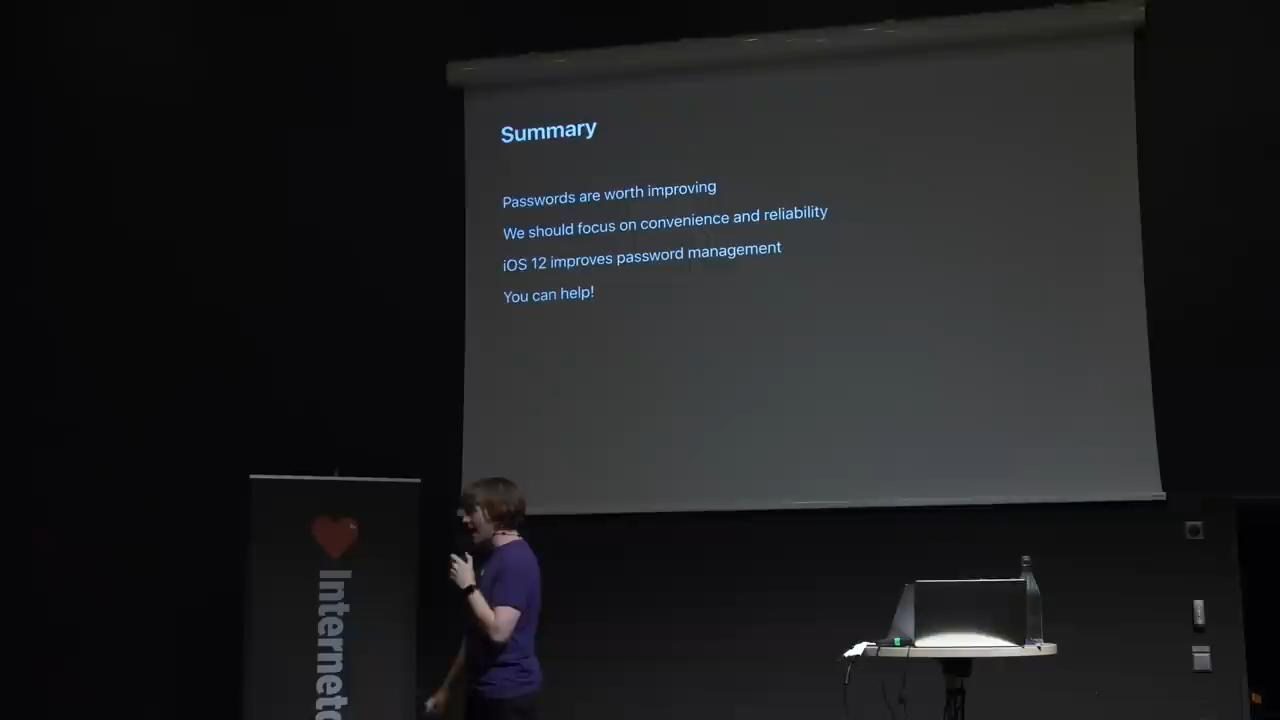 Summary
Passwords are worth improving
We should focus on convenience and reliability
iOS 12 improves password management
You can help!
Internetd